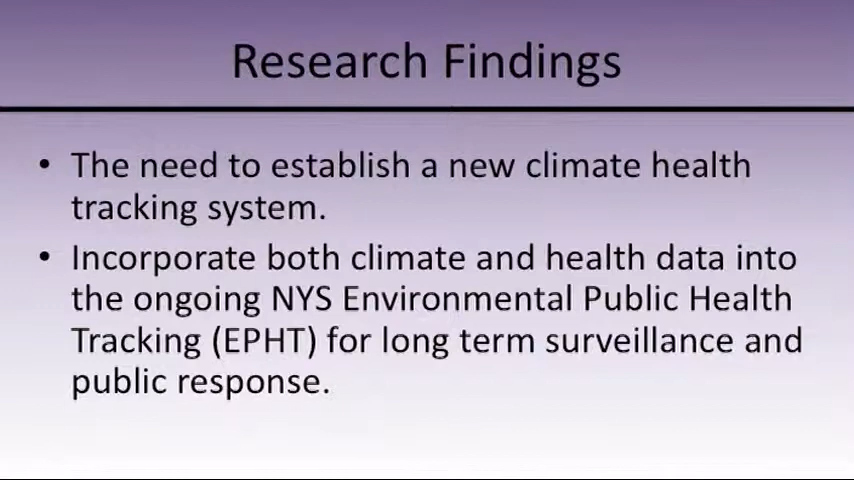 Research Findings
• The need to establish a new climate health
tracking system.
• Incorporate both climate and health data into
the ongoing NYS Environmental Public Health
Tracking (EPHT) for long term surveillance and
public response.